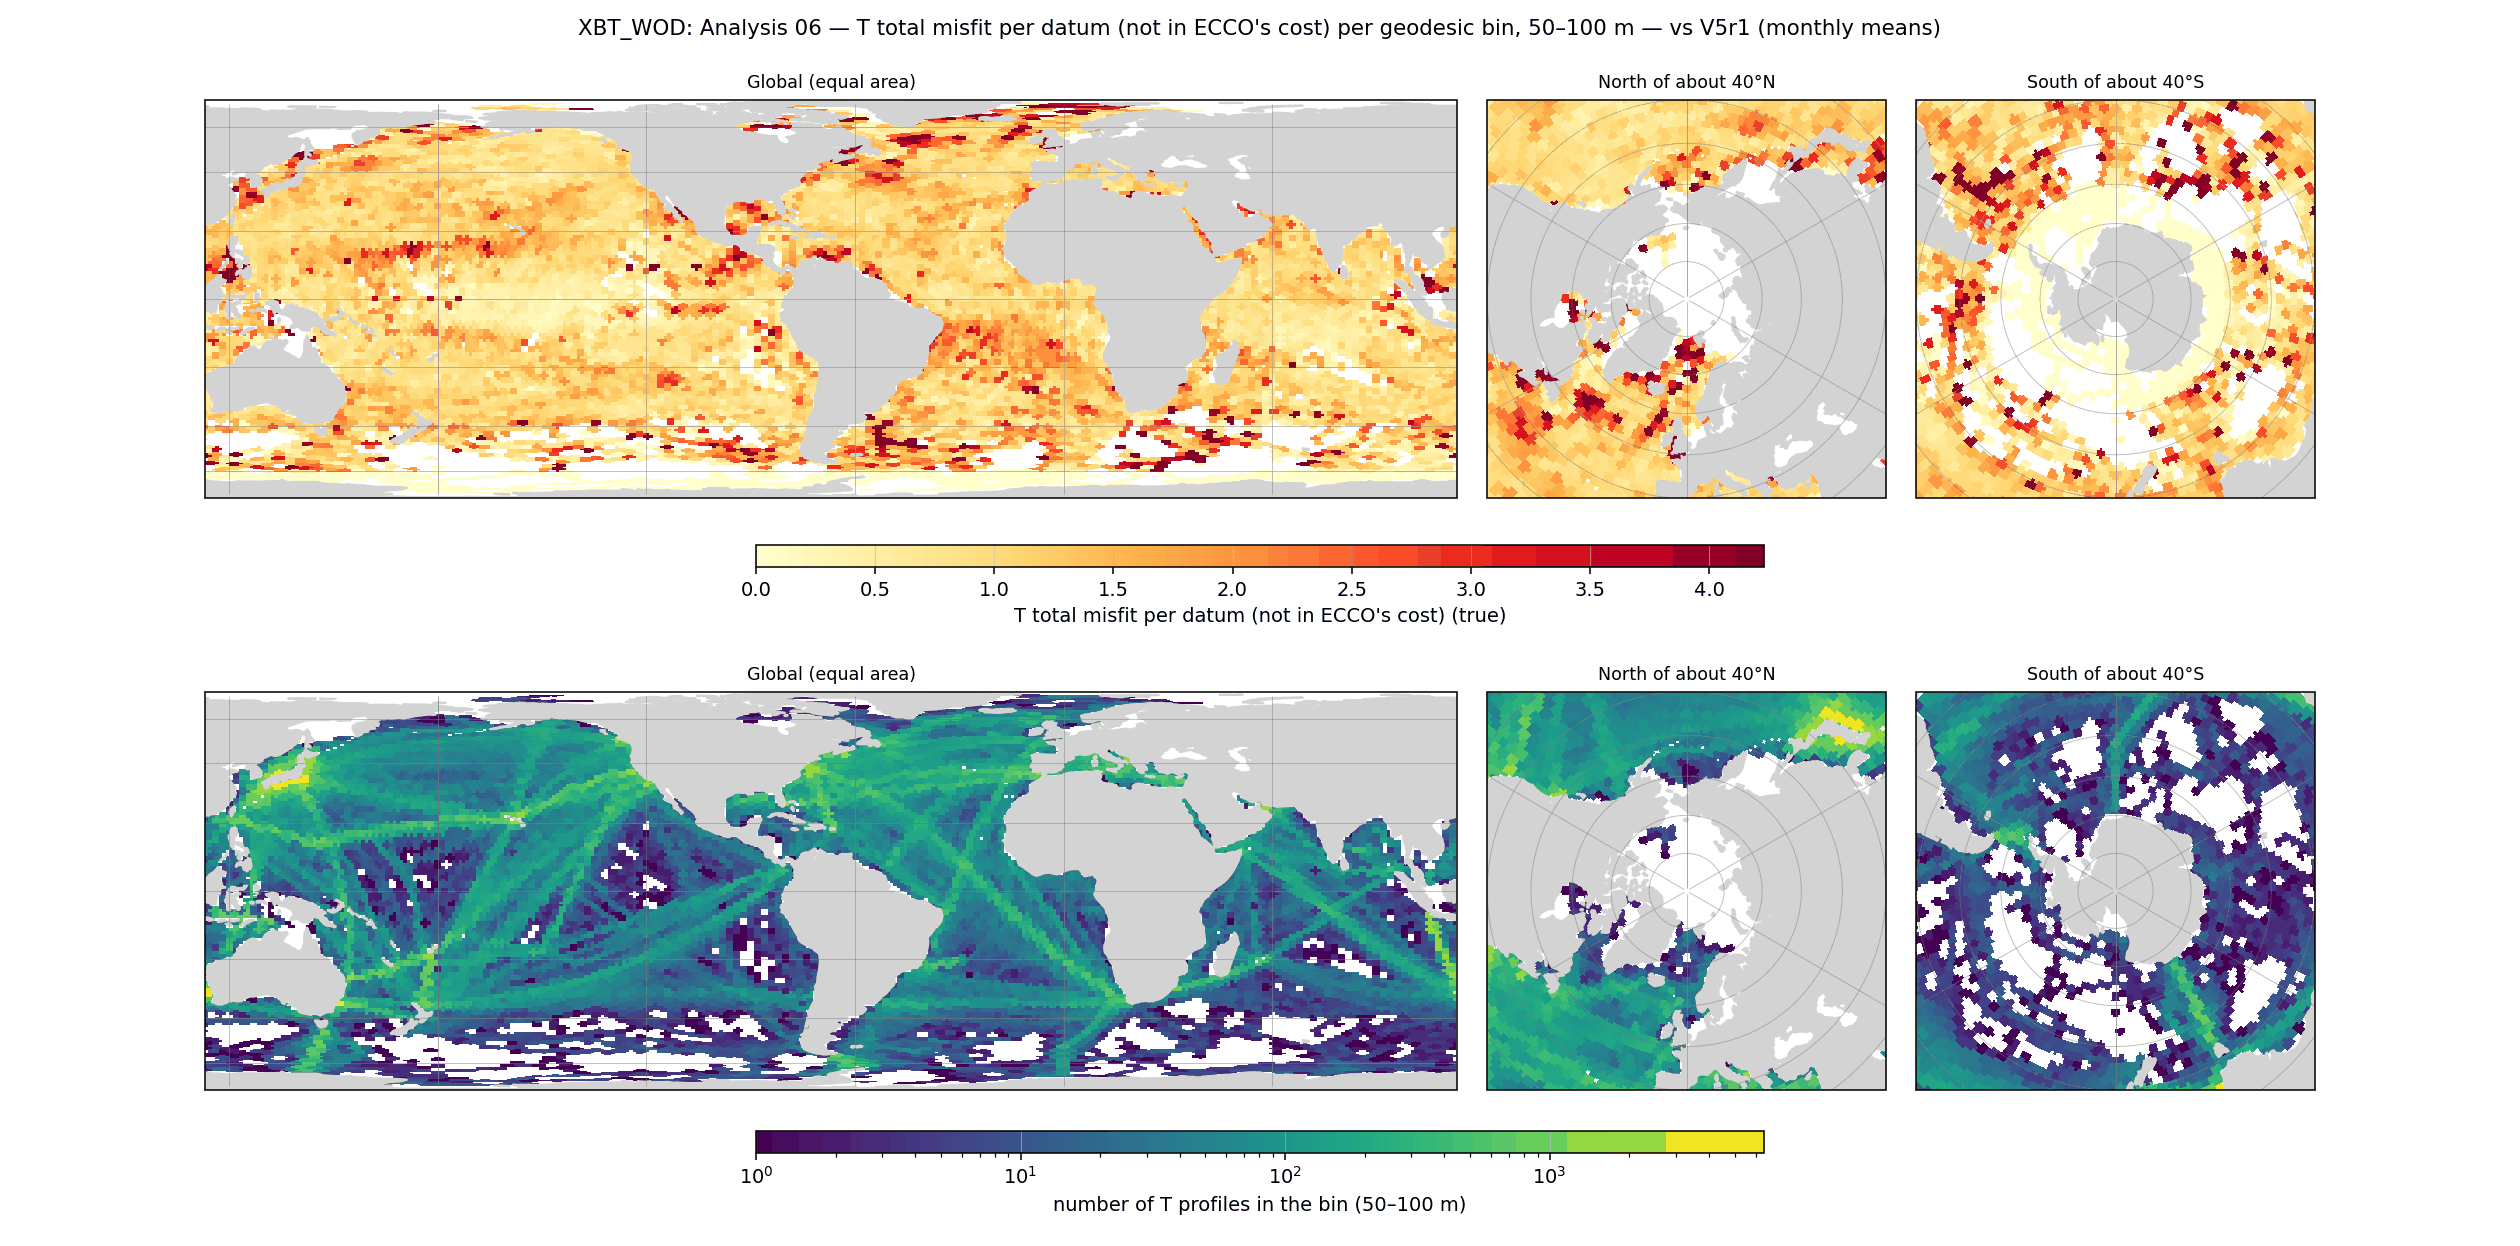 XBT_WOD: Analysis 06 — T total misfit per datum (not in ECCO's cost) per geodesic bin, 50–100 m — vs V5r1 (monthly means)
Global (equal area)
North of about 40°N
South of about 40°S
0.0 0.5 1.0 1.5 2.0 2.5 3.0 3.5 4.0
T total misfit per datum (not in ECCO's cost) (true)
Global (equal area)
North of about 40°N
South of about 40°S
10⁰ 10¹ 10² 10³
number of T profiles in the bin (50–100 m)